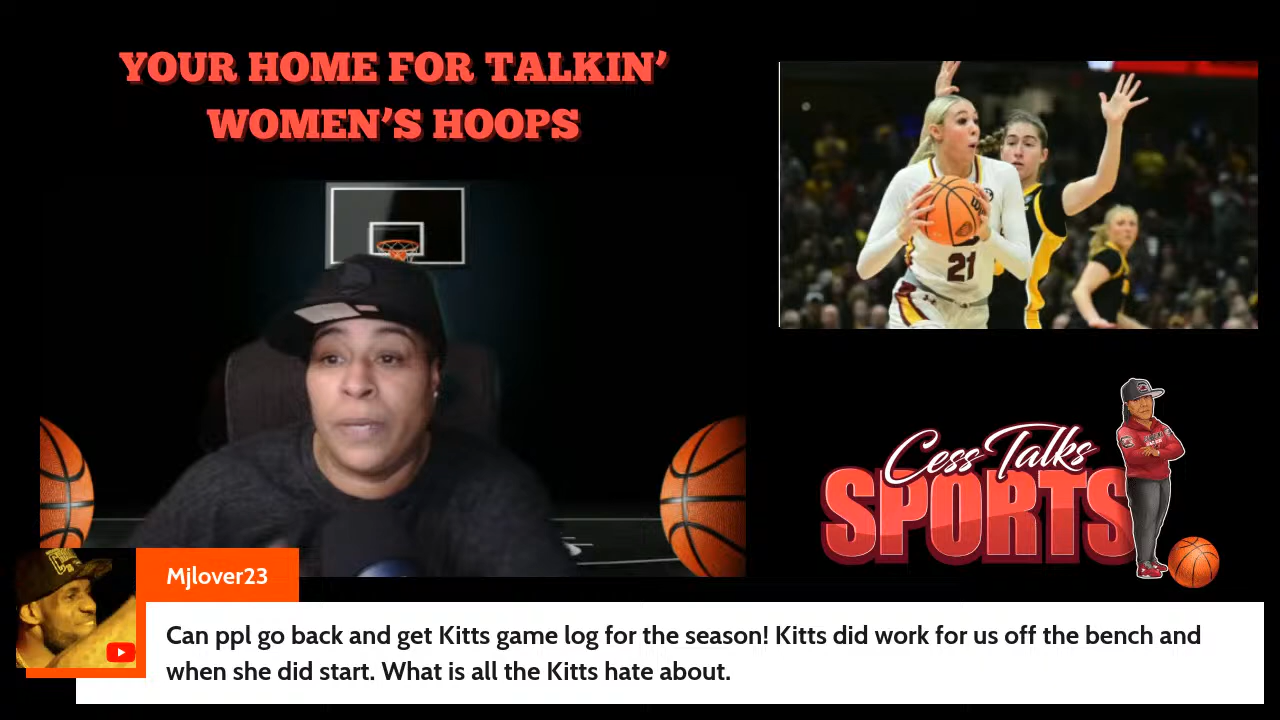 YOUR HOME FOR TALKIN'
WOMEN'S HOOPS
21
Cess Talks
SPORTS
Mjlover23
Can ppl go back and get Kitts game log for the season! Kitts did work for us off the bench and
when she did start. What is all the Kitts hate about.